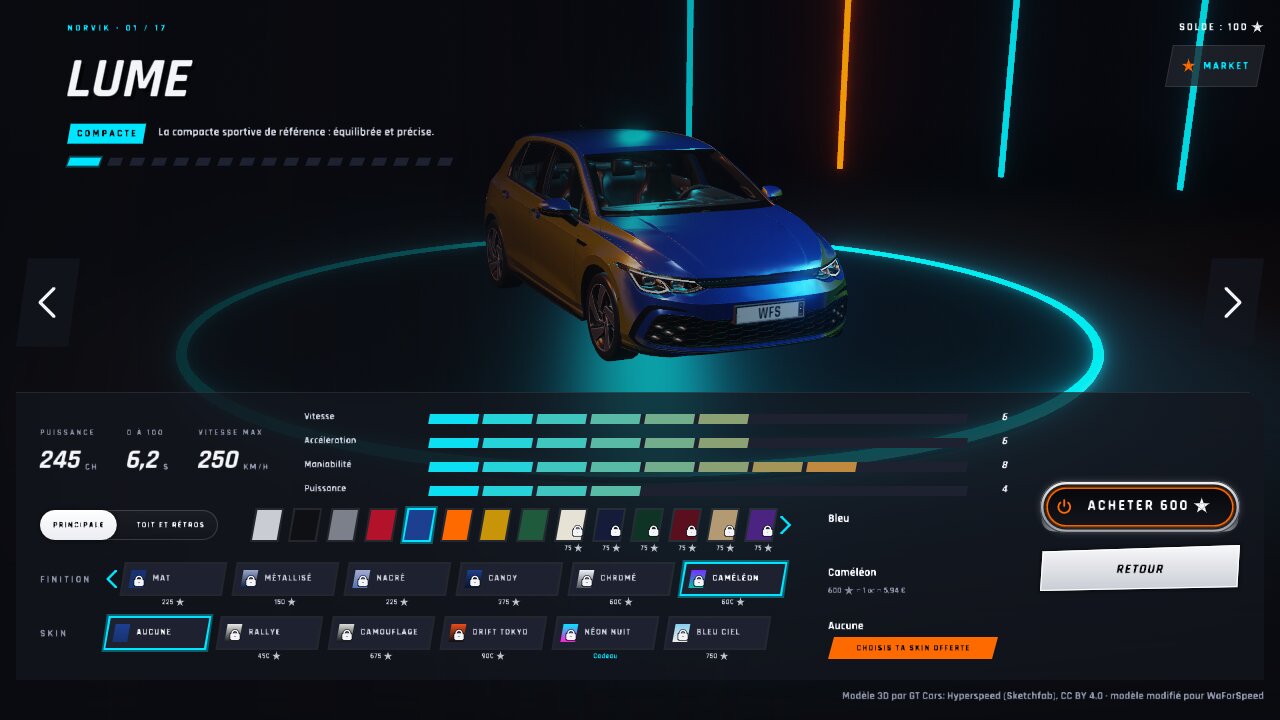 NORVIK · 01 / 17
SOLDE : 100 ★
LUME
★ MARKET
COMPACTE La compacte sportive de référence : équilibrée et précise.
WFS
PUISSANCE 0 À 100 VITESSE MAX
245 CH 6,2 S 250 KM/H
Vitesse 6
Accélération 6
Maniabilité 8
Puissance 4
ACHETER 600 ★
PRINCIPALE TOIT ET RÉTROS
Bleu
75 ★ 75 ★ 75 ★ 75 ★ 75 ★ 75 ★
RETOUR
FINITION MAT MÉTALLISÉ NACRÉ CANDY CHROMÉ CAMÉLÉON
Caméléon
225 ★ 150 ★ 225 ★ 375 ★ 600 ★ 600 ★
SKIN AUCUNE RALLYE CAMOUFLAGE DRIFT TOKYO NÉON NUIT BLEU CIEL
Aucune
CHOISIS TA SKIN OFFERTE
450 ★ 675 ★ 900 ★ Cadeau 750 ★
Modèle 3D par GT Cars: Hyperspeed (Sketchfab), CC BY 4.0 · modèle modifié pour WaForSpeed